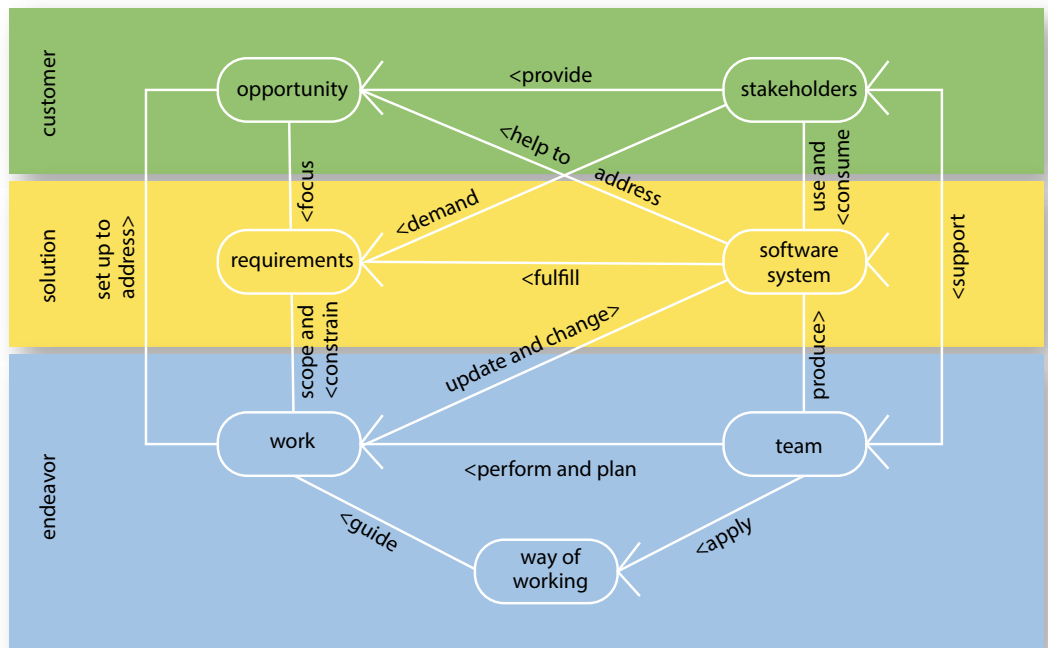 customer
opportunity
<provide
stakeholders
<help to
address
use and
<consume
<focus
<demand
solution
set up to
address>
requirements
<fulfill
software
system
<support
scope and
<constrain
update and change>
produce>
endeavor
work
<perform and plan
team
<guide
<apply
way of
working